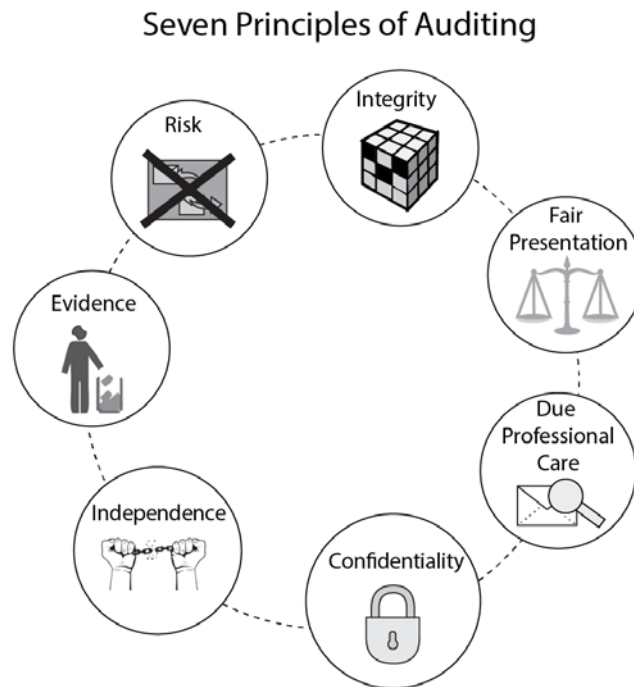 Seven Principles of Auditing
Integrity
Fair
Presentation
Due
Professional
Care
Confidentiality
Independence
Evidence
Risk